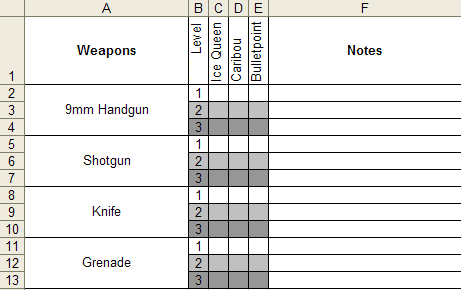 A B C D E F
1 Weapons Level Ice Queen Caribou Bulletpoint Notes
2 1
3 9mm Handgun 2
4 3
5 1
6 Shotgun 2
7 3
8 1
9 Knife 2
10 3
11 1
12 Grenade 2
13 3